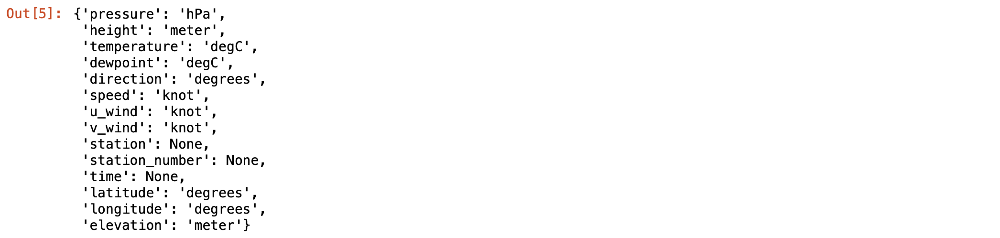 Out[5]: {'pressure': 'hPa',
'height': 'meter',
'temperature': 'degC',
'dewpoint': 'degC',
'direction': 'degrees',
'speed': 'knot',
'u_wind': 'knot',
'v_wind': 'knot',
'station': None,
'station_number': None,
'time': None,
'latitude': 'degrees',
'longitude': 'degrees',
'elevation': 'meter'}